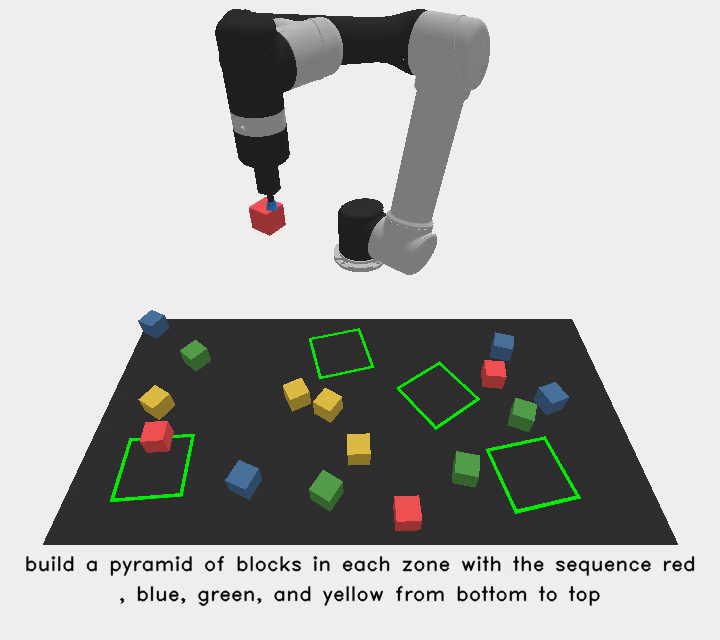 build a pyramid of blocks in each zone with the sequence red
, blue, green, and yellow from bottom to top